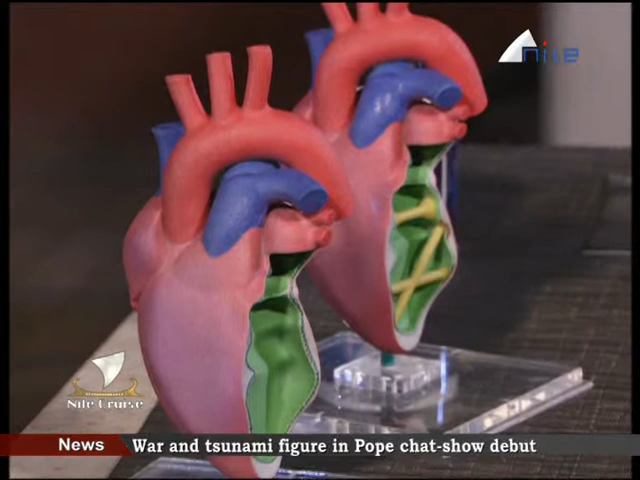 nile
Nile Cruise
News
War and tsunami figure in Pope chat-show debut